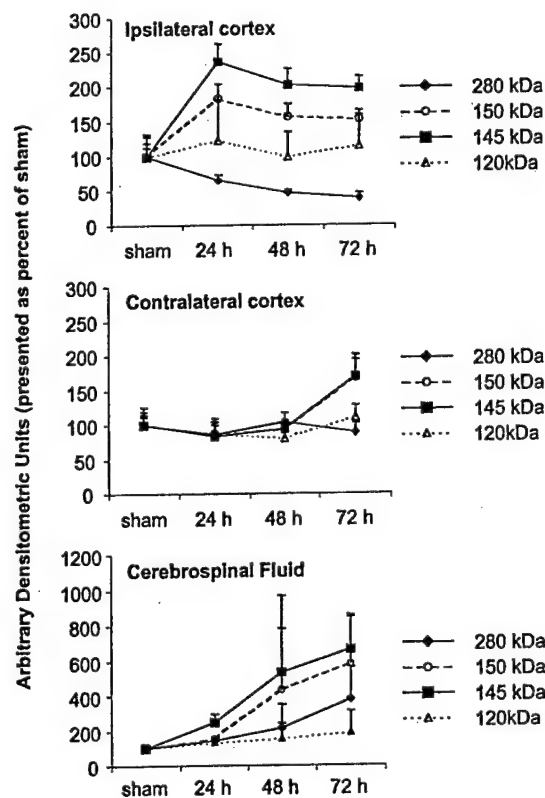 Arbitrary Densitometric Units (presented as percent of sham)
Ipsilateral cortex
300
250
200
150
100
50
0
sham 24 h 48 h 72 h
280 kDa
150 kDa
145 kDa
120kDa
Contralateral cortex
300
250
200
150
100
50
0
sham 24 h 48 h 72 h
280 kDa
150 kDa
145 kDa
120kDa
Cerebrospinal Fluid
1200
1000
800
600
400
200
0
sham 24 h 48 h 72 h
280 kDa
150 kDa
145 kDa
120kDa